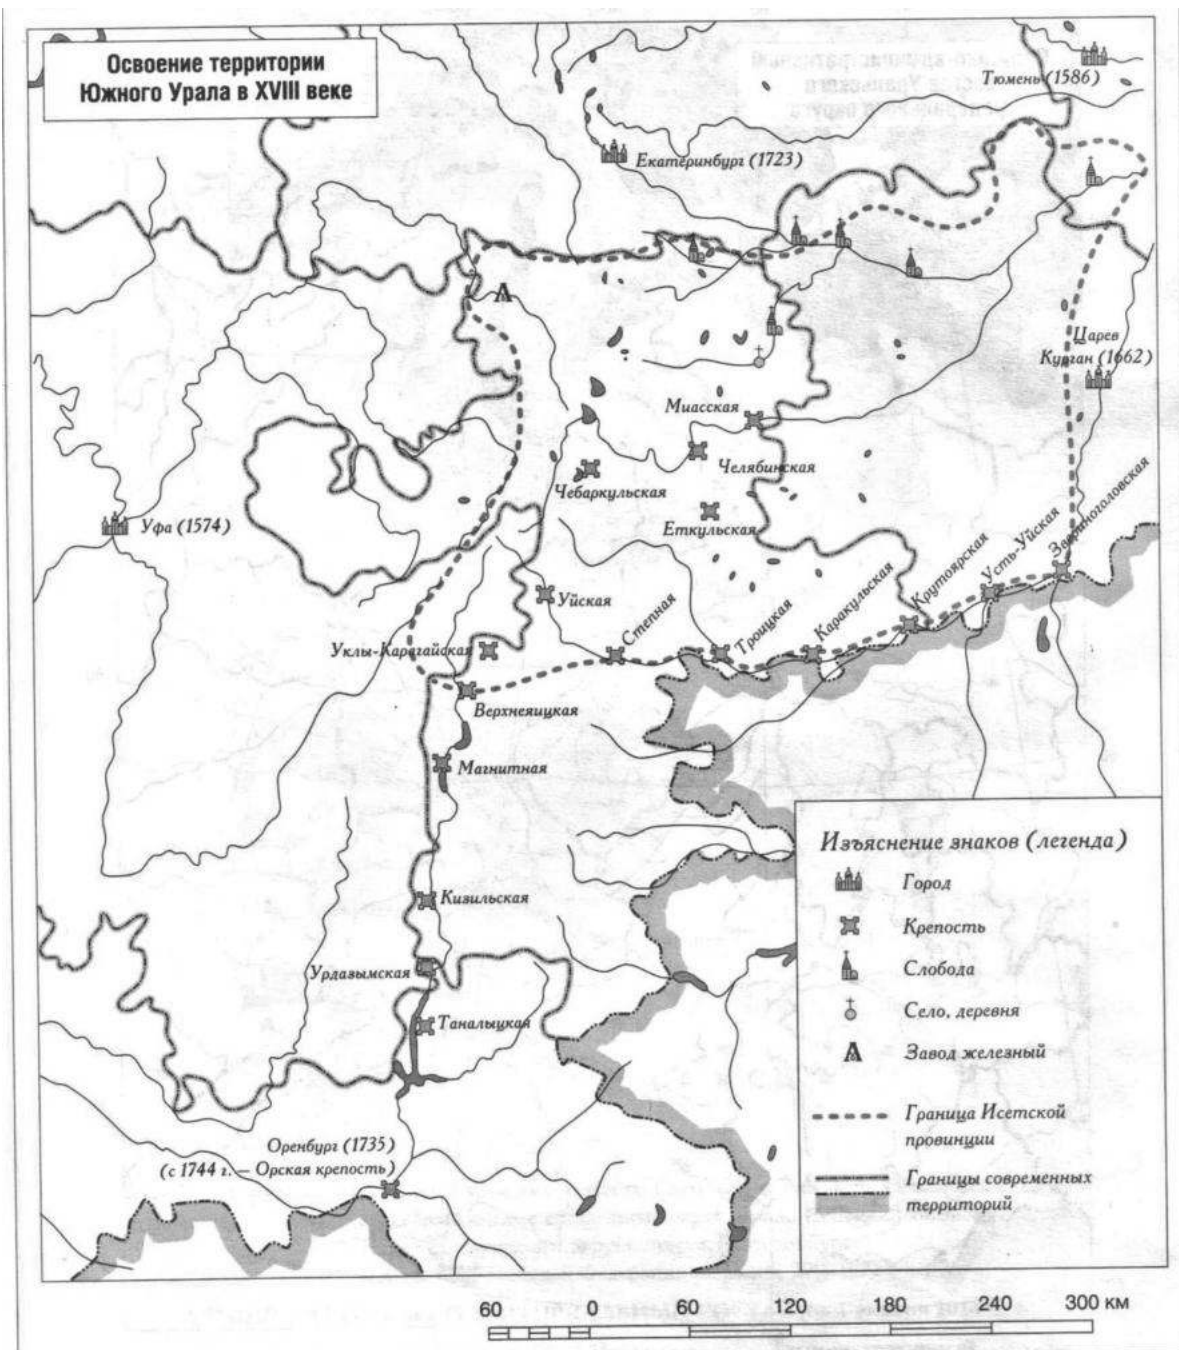 Освоение территории
Южного Урала в XVIII веке
Тюмень (1586)
Екатеринбург (1723)
Царев
Курган (1662)
Миасская
Челябинская
Чебаркульская
Еткульская
Уфа (1574)
Звериноголовская
Усть-Уйская
Крутоярская
Каракульская
Троицкая
Степная
Уйская
Уклы-Карагайская
Верхнеяицкая
Магнитная
Кизильская
Урдазымская
Таналыцкая
Оренбург (1735)
(с 1744 г. – Орская крепость)
Изъяснение знаков (легенда)
Город
Крепость
Слобода
Село, деревня
Завод железный
Граница Исетской
провинции
Границы современных
территорий
60 0 60 120 180 240 300 км